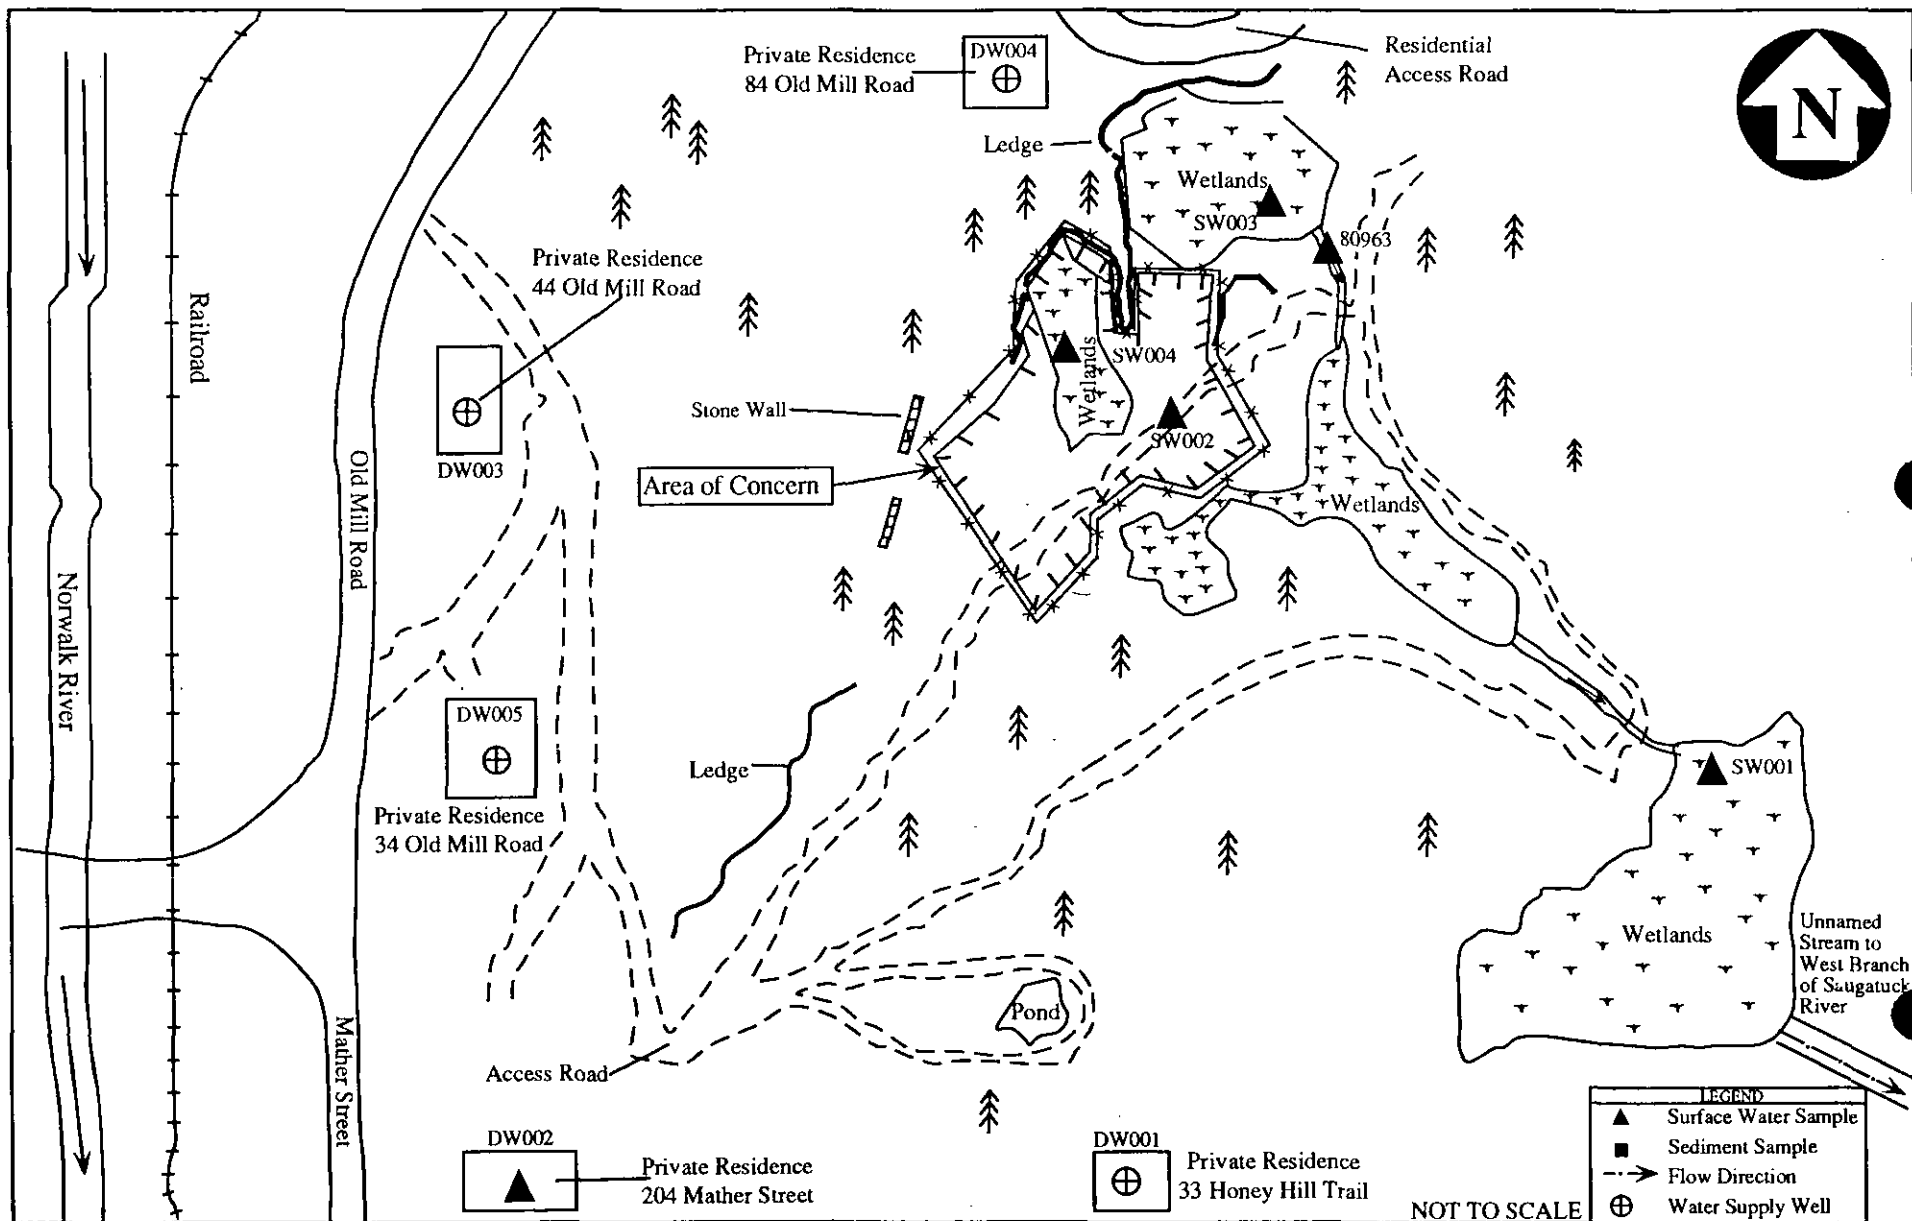 Private Residence
84 Old Mill Road
DW004
Residential
Access Road
N
Ledge
Wetlands
SW003
80963
Private Residence
44 Old Mill Road
Railroad
SW004
Wetlands
Stone Wall
SW002
DW003
Old Mill Road
Area of Concern
Wetlands
Norwalk River
DW005
Ledge
SW001
Private Residence
34 Old Mill Road
Wetlands
Unnamed
Stream to
West Branch
of Saugatuck
River
Pond
Mather Street
Access Road
LEGEND
Surface Water Sample
Sediment Sample
Flow Direction
Water Supply Well
DW002
Private Residence
204 Mather Street
DW001
Private Residence
33 Honey Hill Trail
NOT TO SCALE